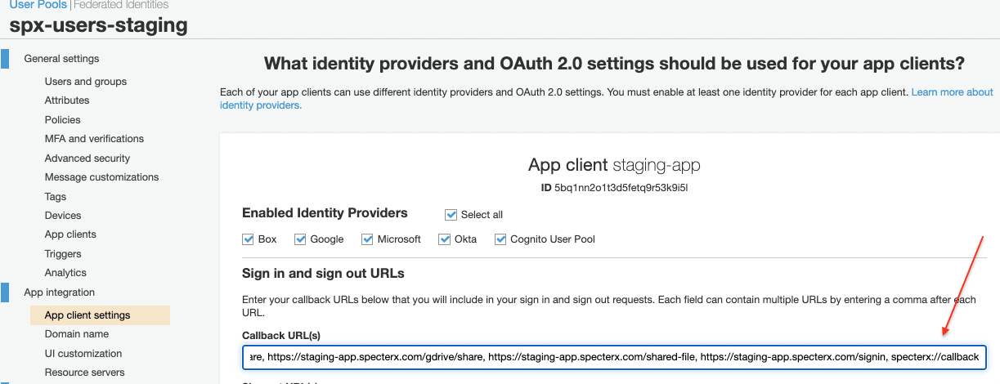 User Pools | Federated Identities
spx-users-staging
General settings
Users and groups
Attributes
Policies
MFA and verifications
Advanced security
Message customizations
Tags
Devices
App clients
Triggers
Analytics
App integration
App client settings
Domain name
UI customization
Resource servers
What identity providers and OAuth 2.0 settings should be used for your app clients?
Each of your app clients can use different identity providers and OAuth 2.0 settings. You must enable at least one identity provider for each app client. Learn more about
identity providers.
App client staging-app
ID 5bq1nn2o1t3d5fetq9r53k9i5l
Enabled Identity Providers Select all
Box Google Microsoft Okta Cognito User Pool
Sign in and sign out URLs
Enter your callback URLs below that you will include in your sign in and sign out requests. Each field can contain multiple URLs by entering a comma after each
URL.
Callback URL(s)
are, https://staging-app.specterx.com/gdrive/share, https://staging-app.specterx.com/shared-file, https://staging-app.specterx.com/signin, specterx://callback